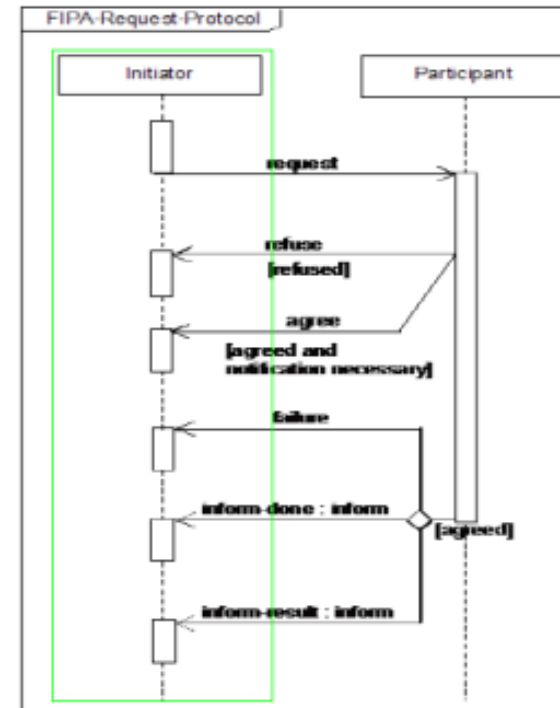 FIPA-Request-Protocol
Initiator
Participant
request
refuse
[refused]
agree
[agreed and
notification necessary]
failure
inform-done : inform
[agreed]
inform-result : inform